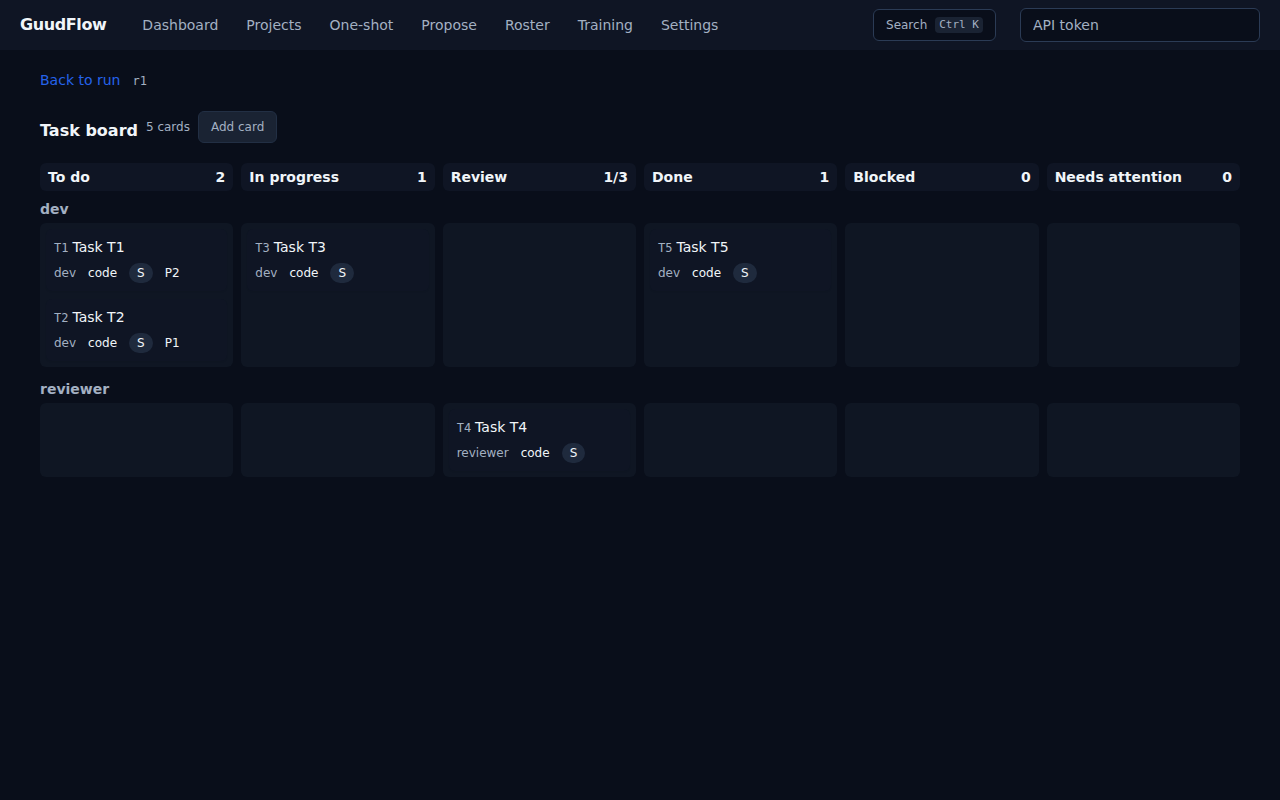 GuudFlow Dashboard Projects One-shot Propose Roster Training Settings Search Ctrl K API token
Back to run r1
Task board 5 cards Add card
To do 2 In progress 1 Review 1/3 Done 1 Blocked 0 Needs attention 0
dev
T1 Task T1 T3 Task T3 T5 Task T5
dev code S P2 dev code S dev code S
T2 Task T2
dev code S P1
reviewer
T4 Task T4
reviewer code S